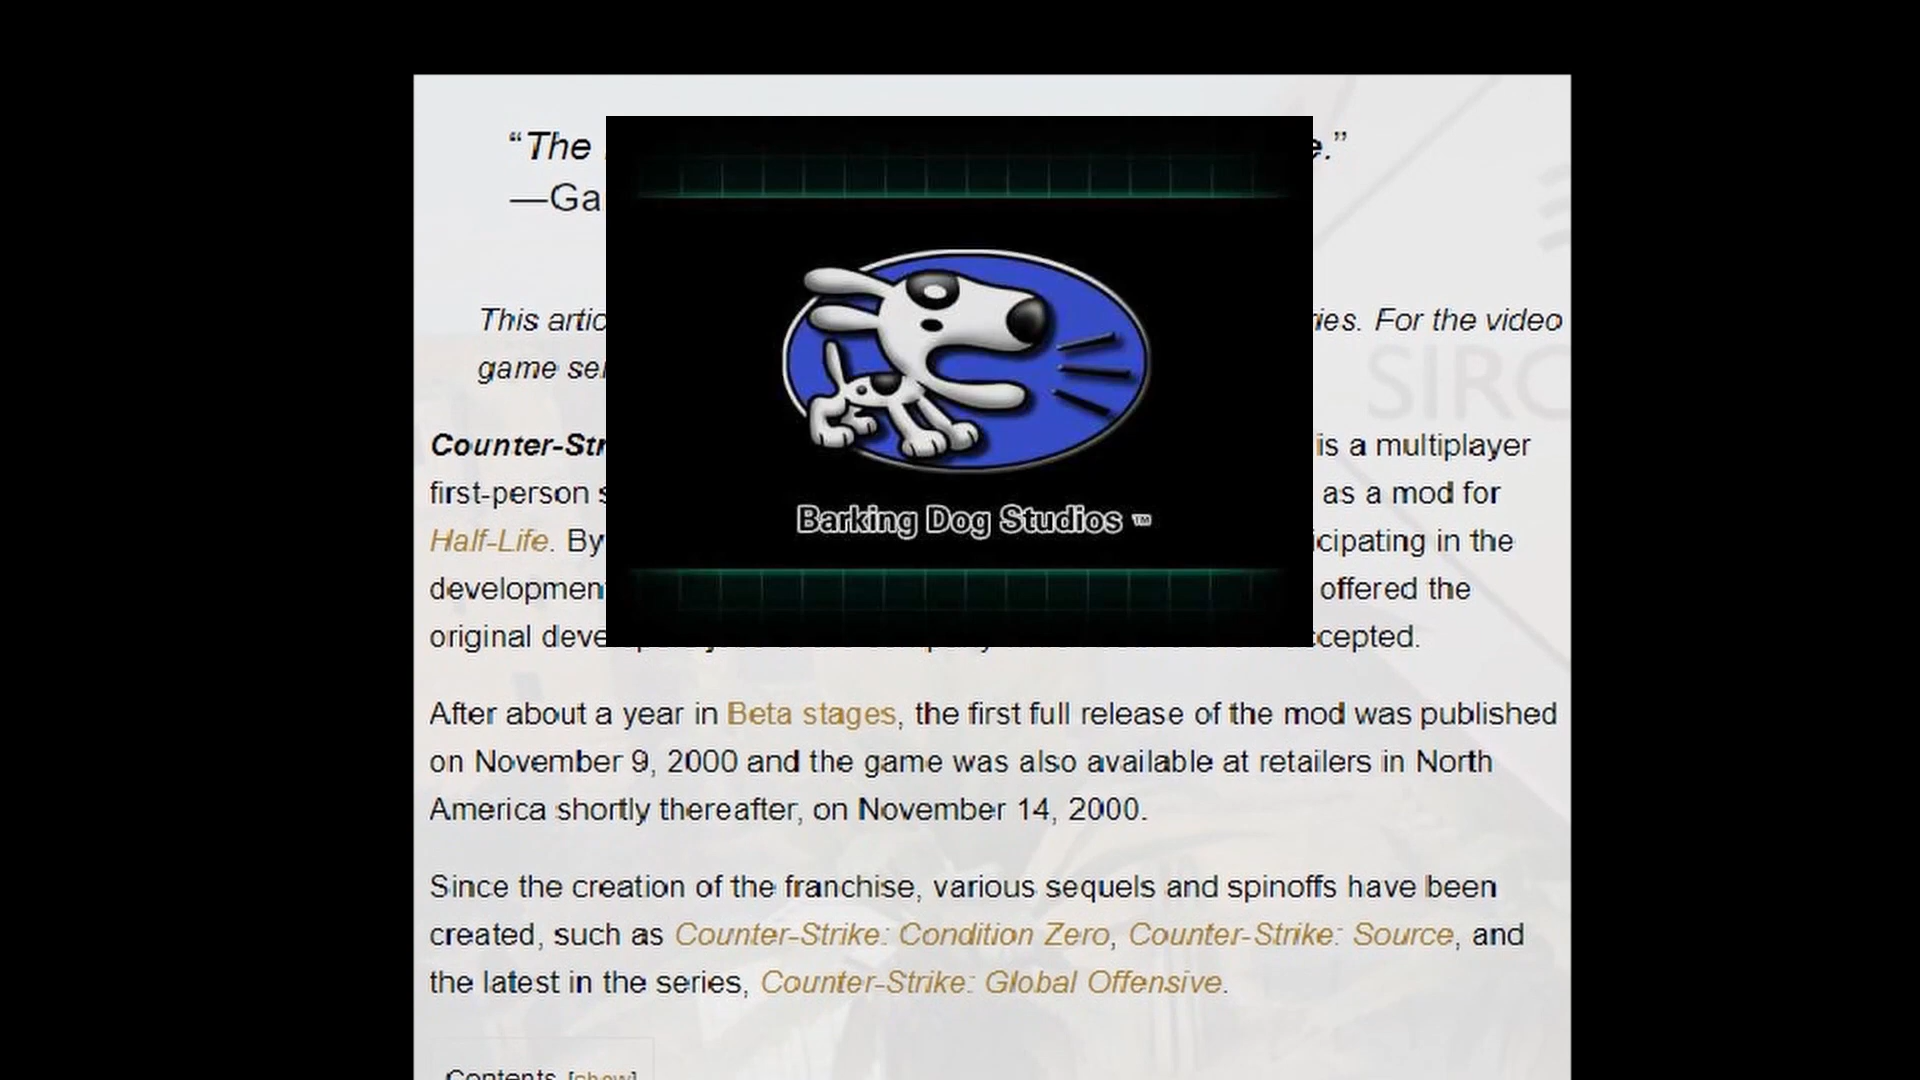 “The e.”
—Ga
This artic ries. For the video
game ser
Counter-Str is a multiplayer
first-person s as a mod for
Half-Life. By icipating in the
development offered the
original deve ccepted.
Barking Dog Studios ™
SIRC
After about a year in Beta stages, the first full release of the mod was published
on November 9, 2000 and the game was also available at retailers in North
America shortly thereafter, on November 14, 2000.
Since the creation of the franchise, various sequels and spinoffs have been
created, such as Counter-Strike: Condition Zero, Counter-Strike: Source, and
the latest in the series, Counter-Strike: Global Offensive.
Contents [show]